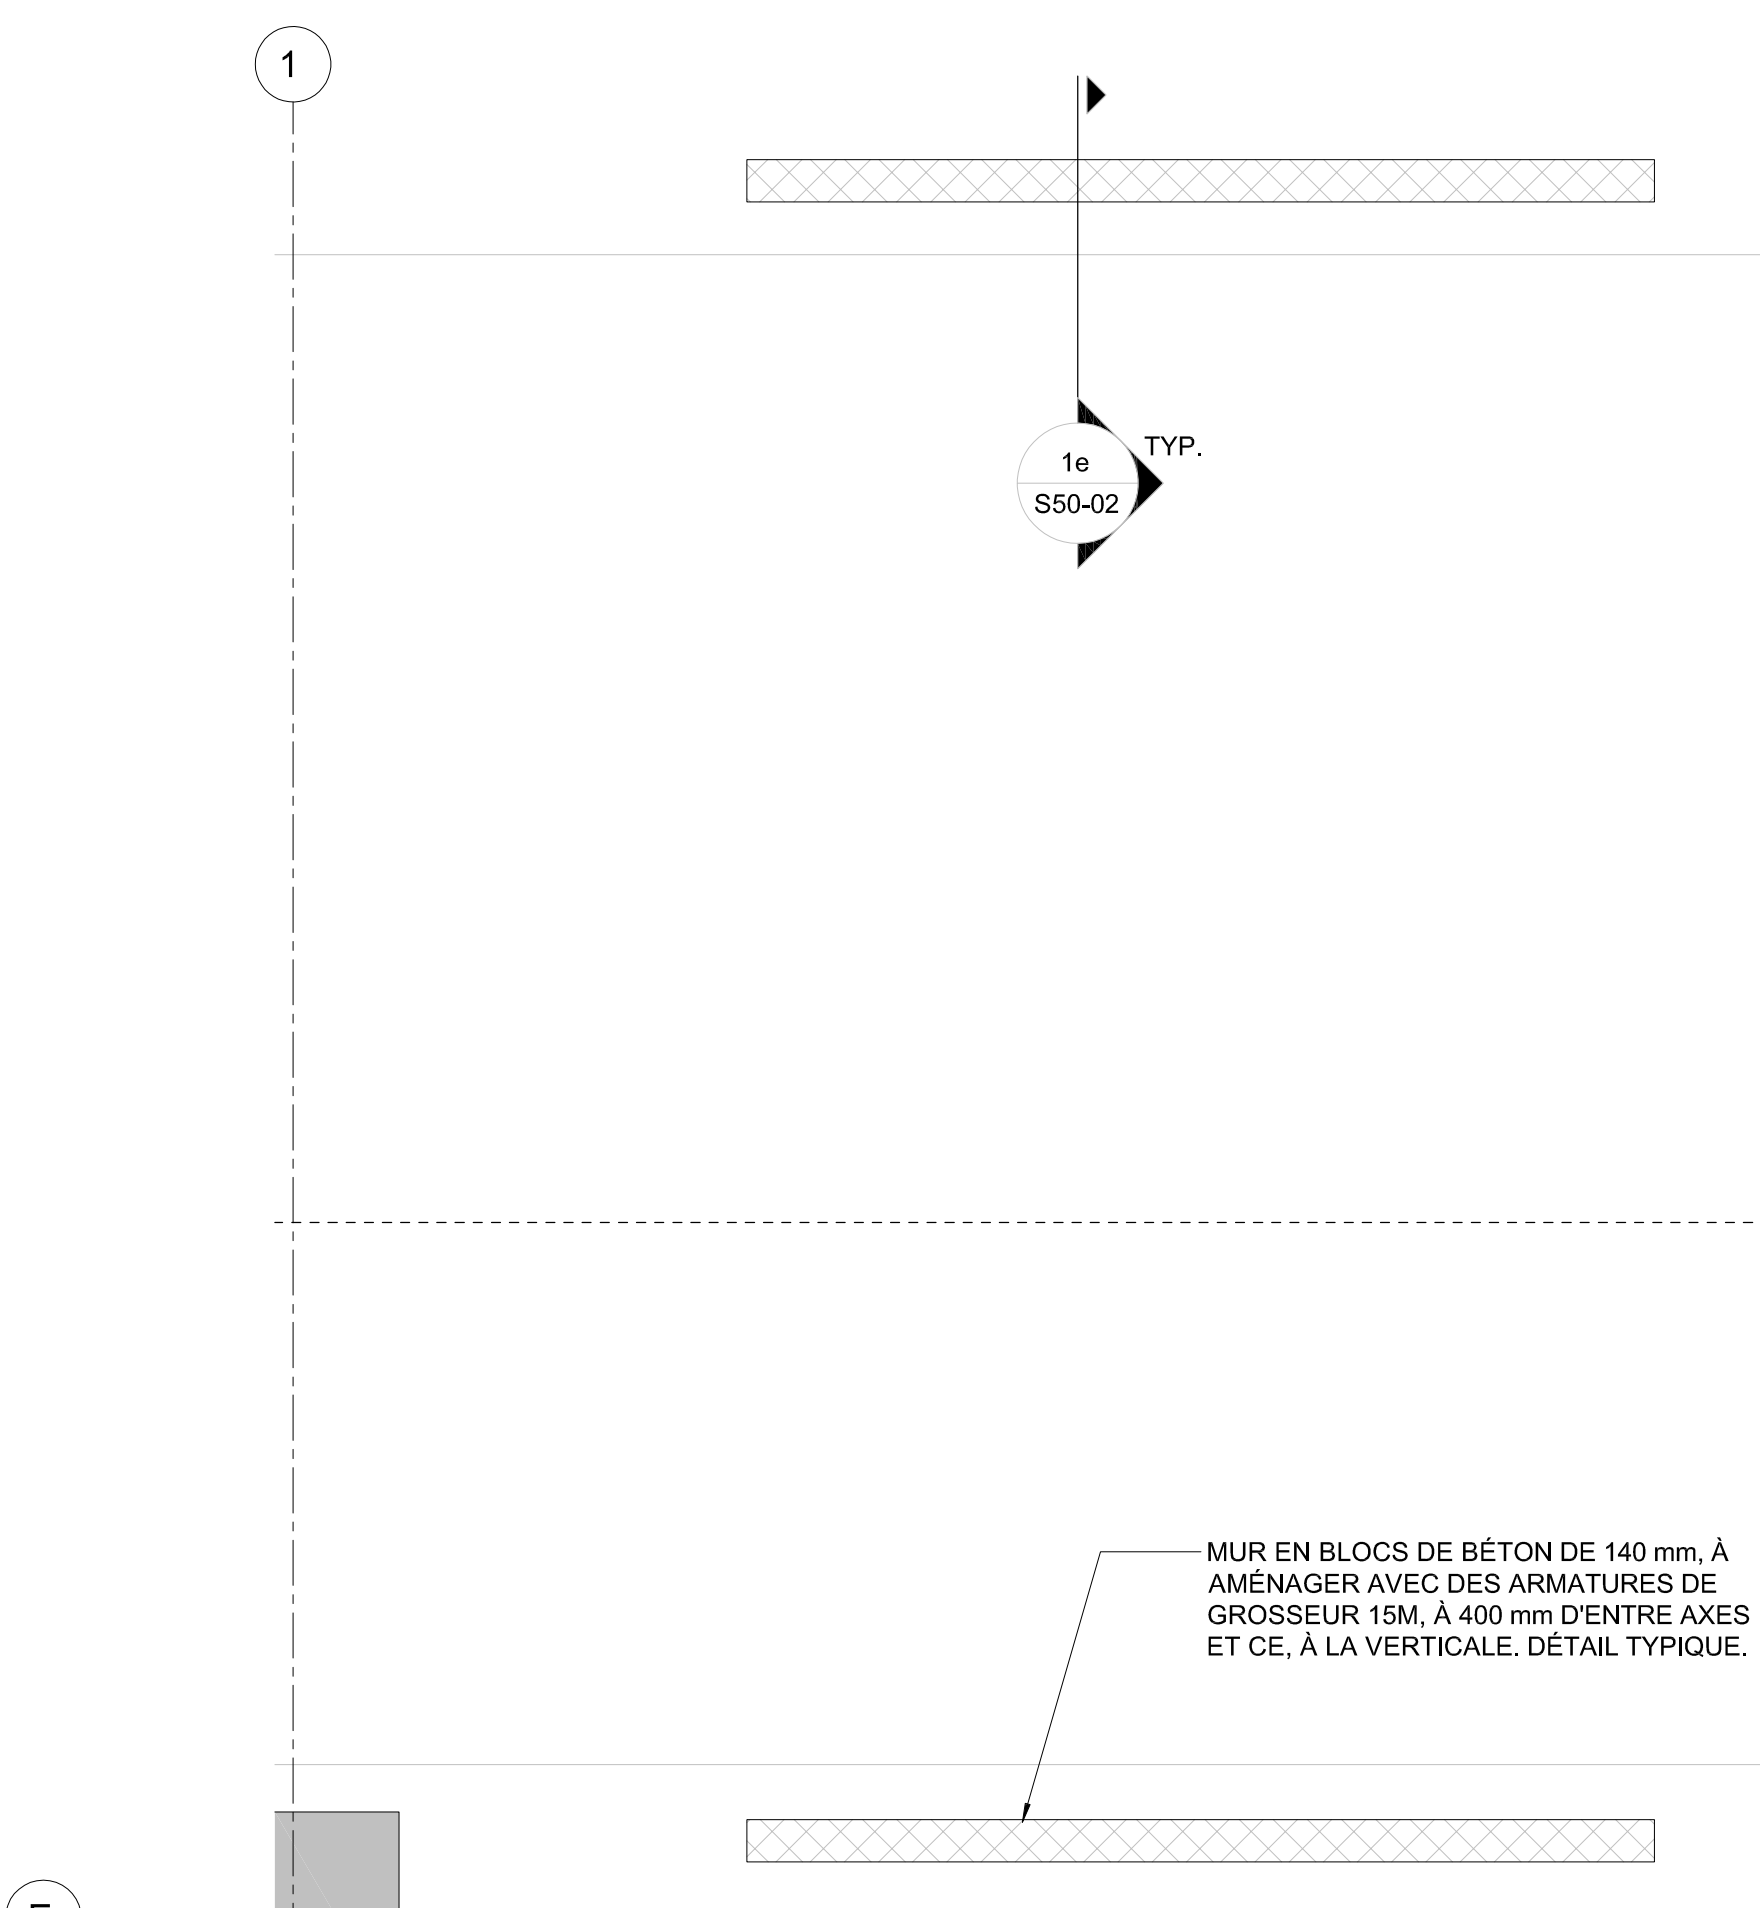 1
TYP.
1e
S50-02
MUR EN BLOCS DE BÉTON DE 140 mm, À
AMÉNAGER AVEC DES ARMATURES DE
GROSSEUR 15M, À 400 mm D'ENTRE AXES
ET CE, À LA VERTICALE. DÉTAIL TYPIQUE.